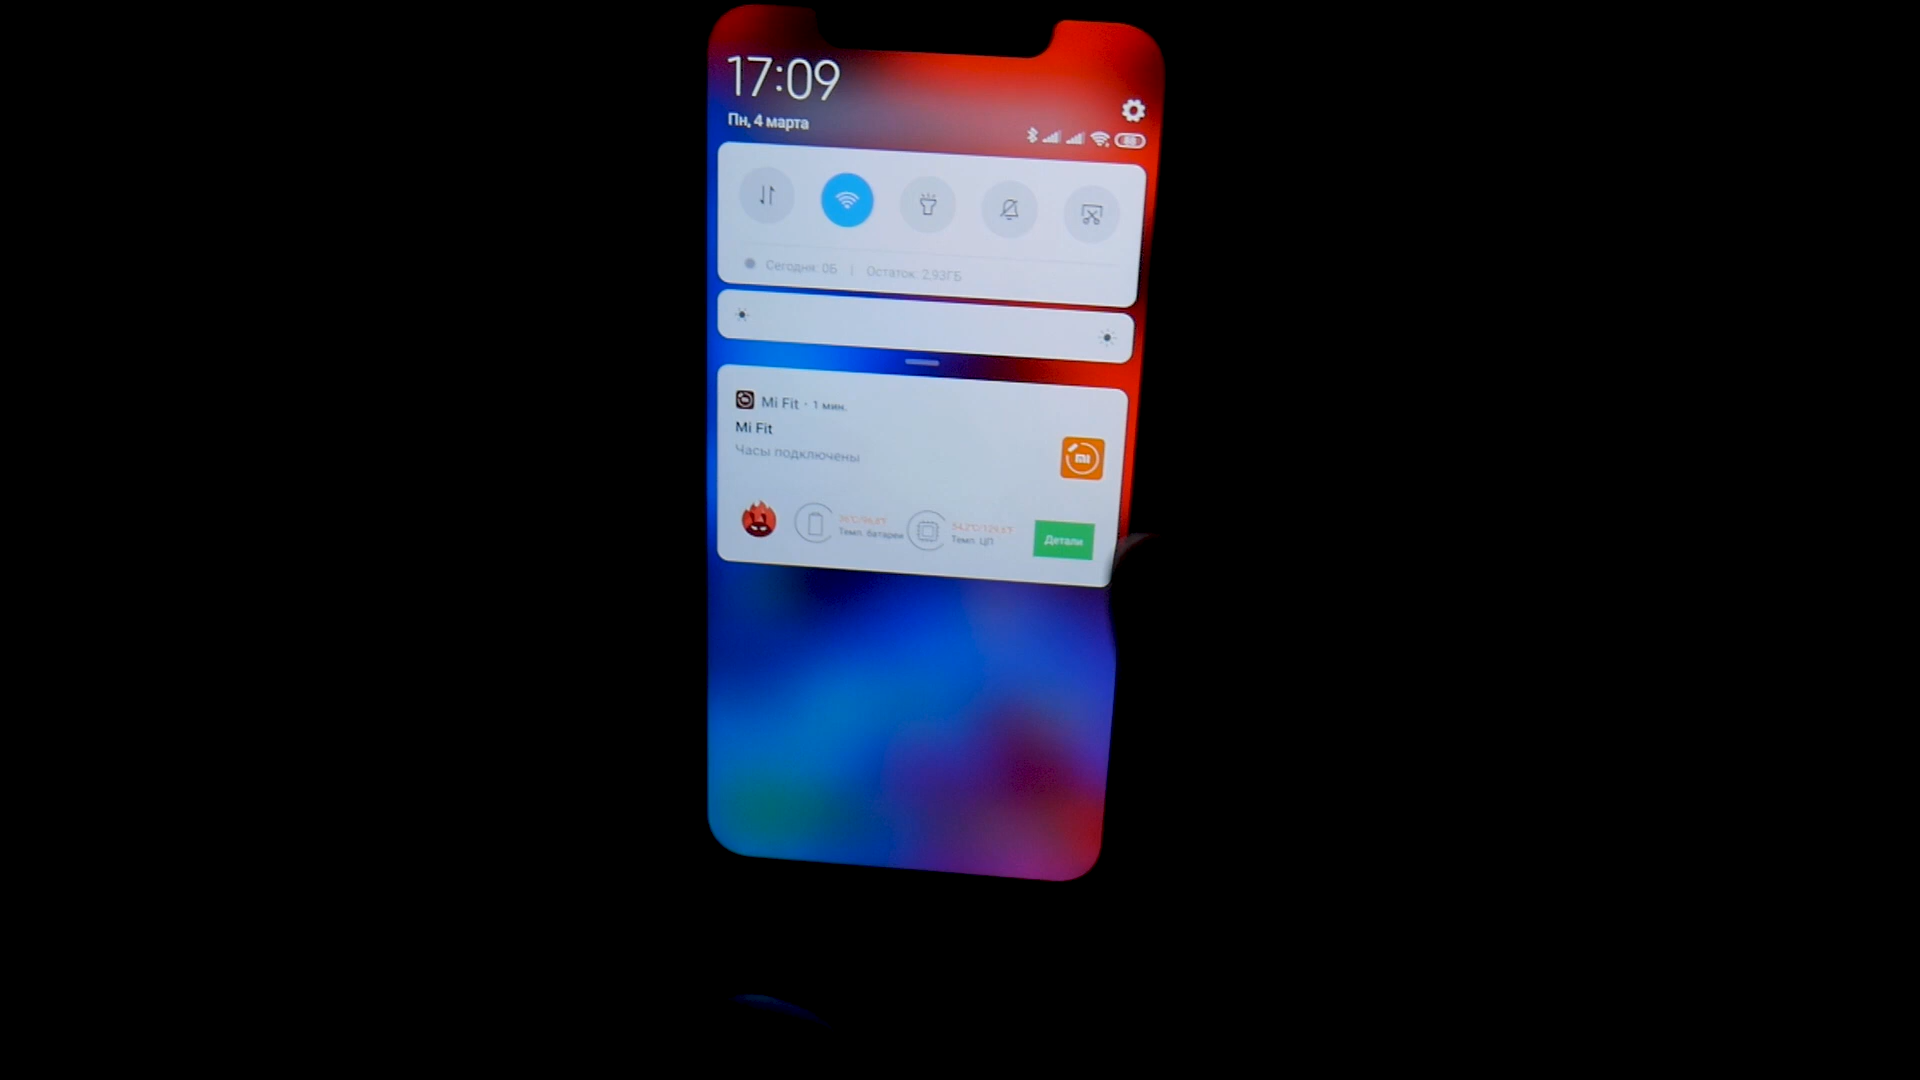 17:09
Пн, 4 марта
Сегодня: 0Б | Остаток: 2,93ГБ
Mi Fit · 1 мин.
Mi Fit
Часы подключены
Темп. батареи
Темп. ЦП
Детали